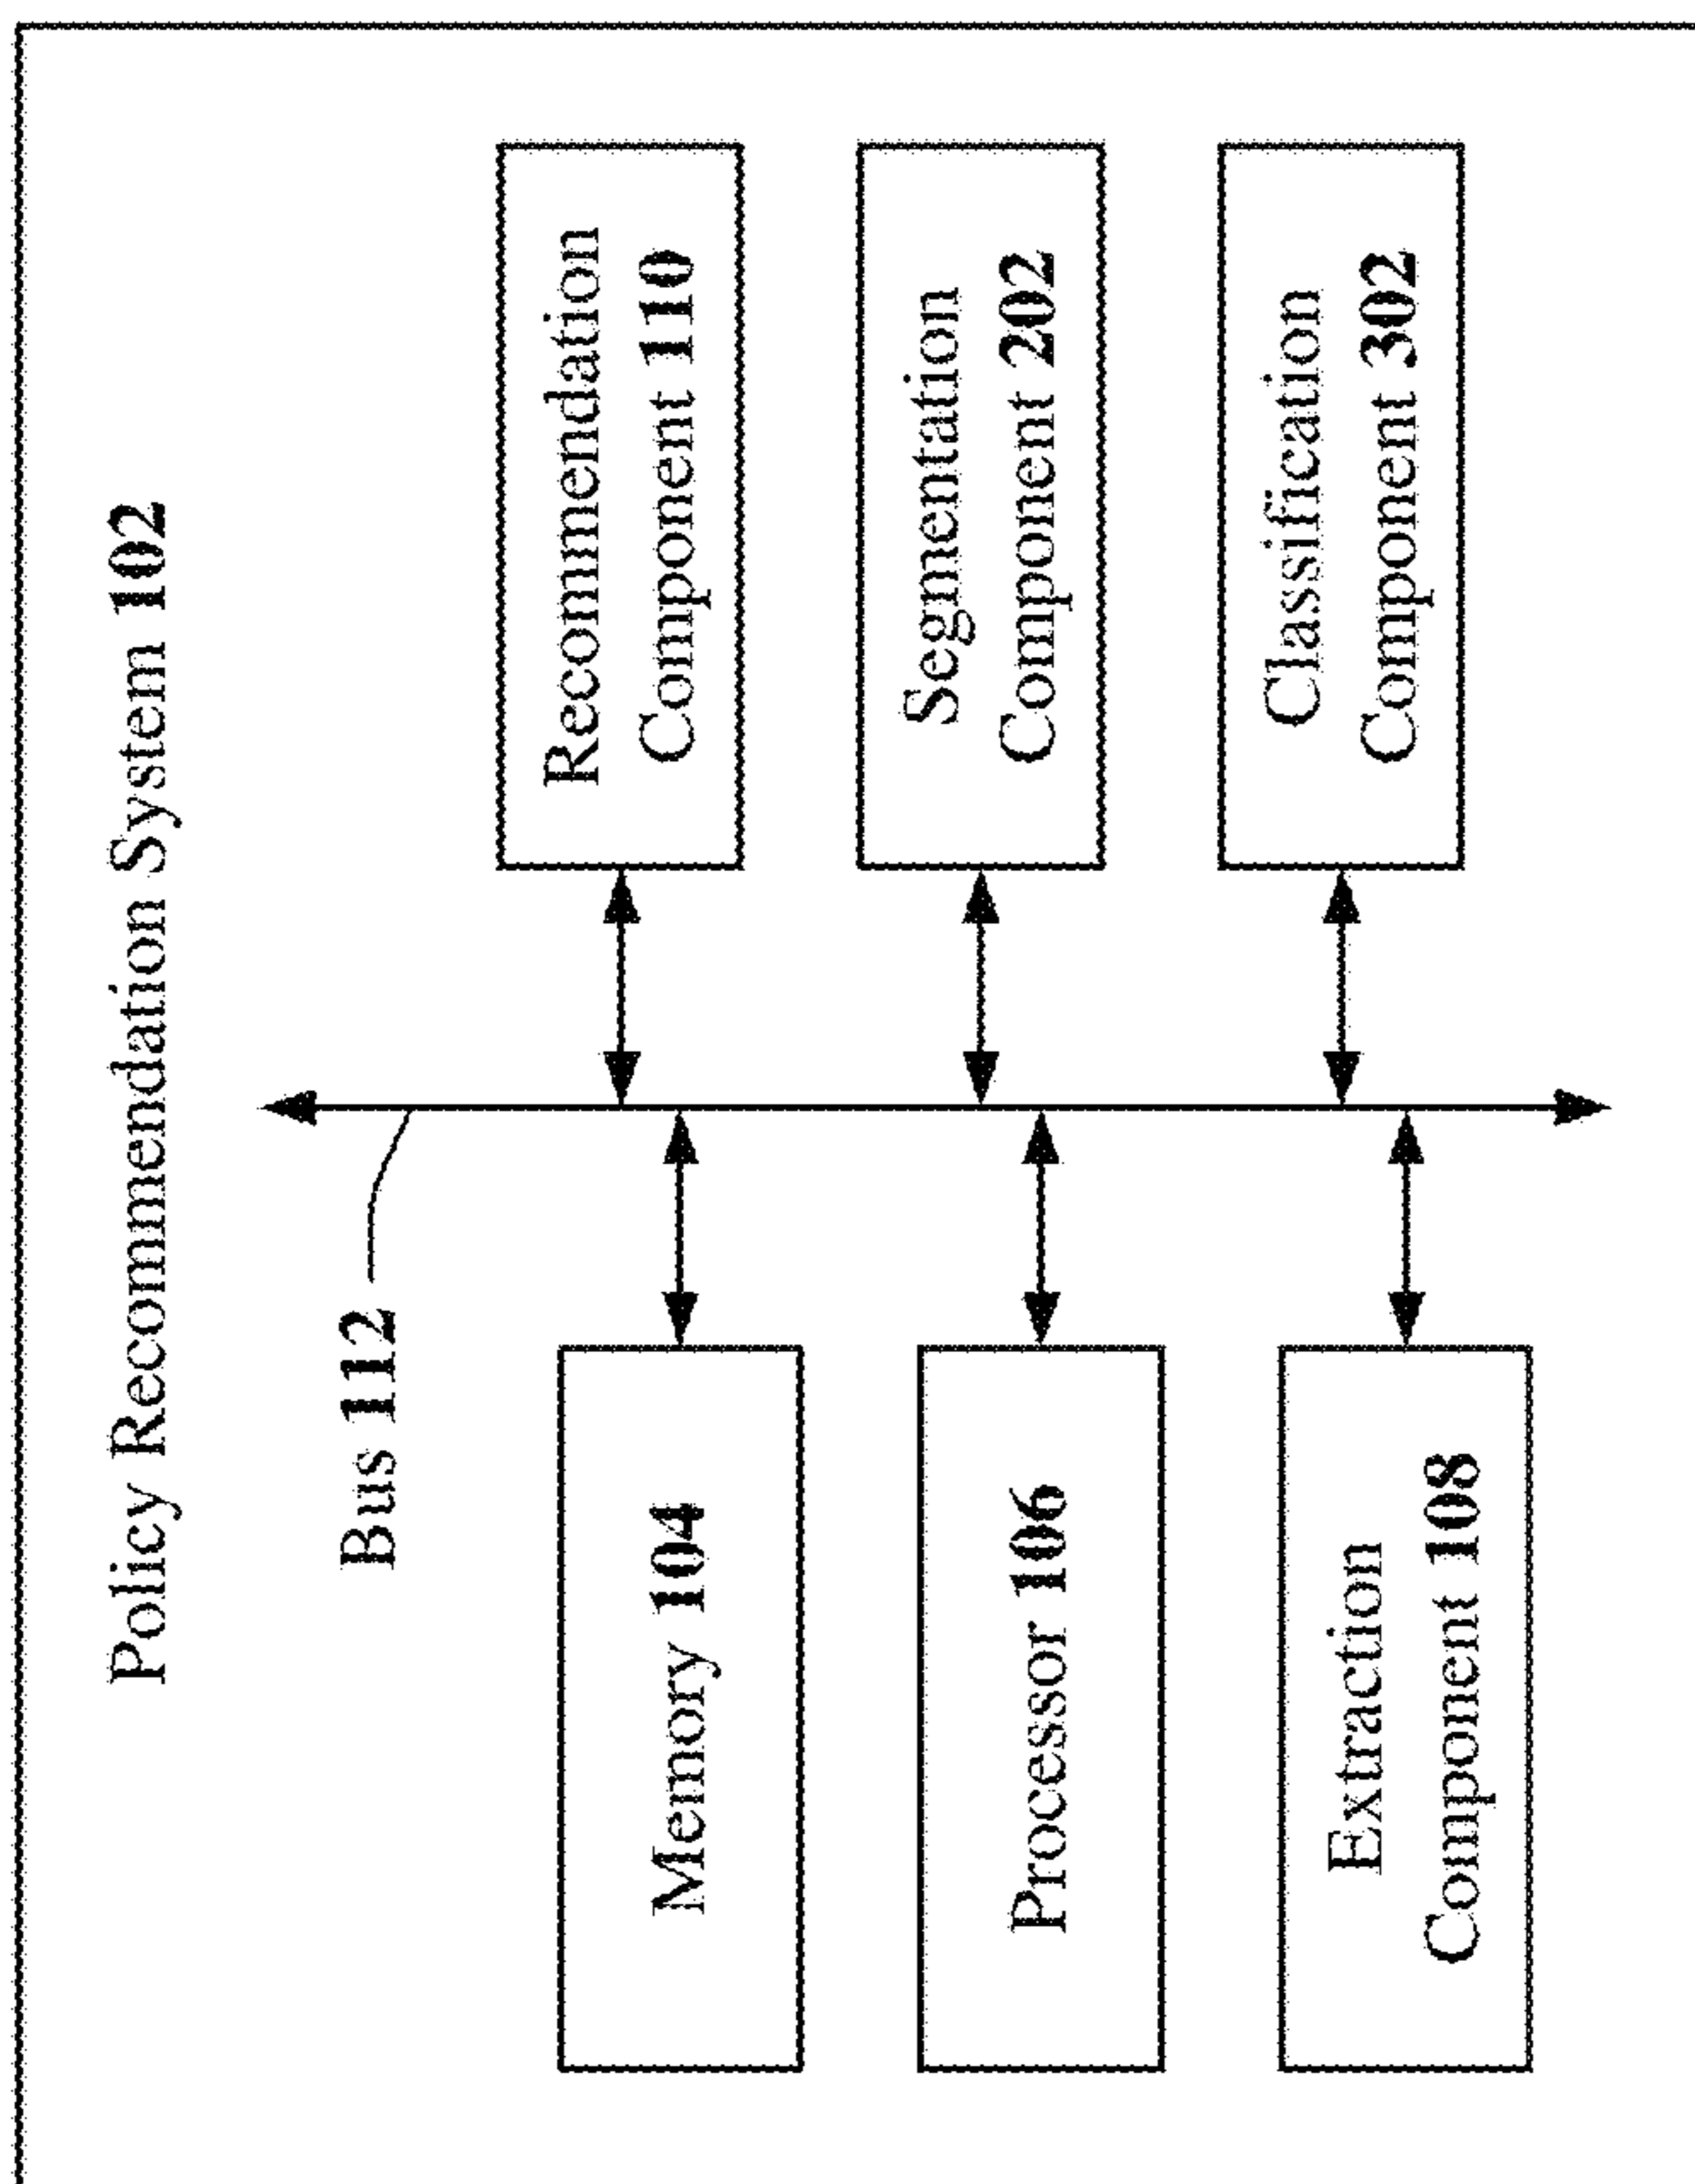 Policy Recommendation System 102
Bus 112
Memory 104
Processor 106
Extraction
Component 108
Recommendation
Component 110
Segmentation
Component 202
Classification
Component 302